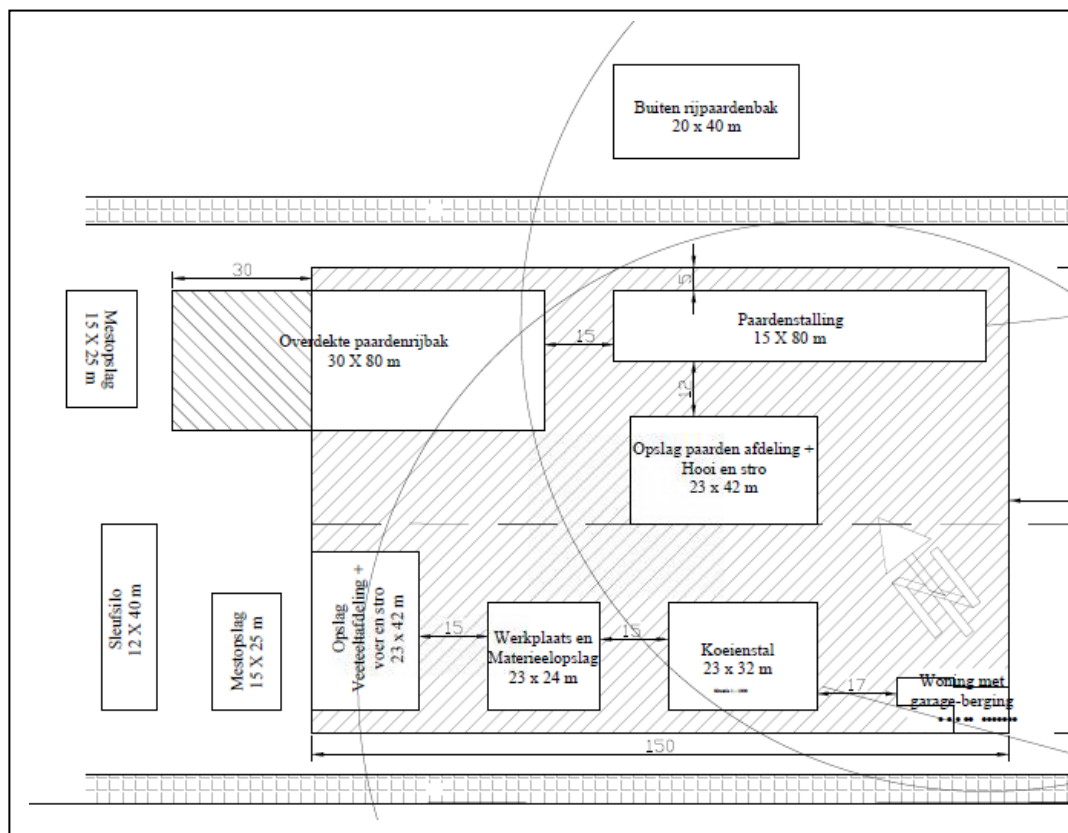 Buiten rijpaardenbak
20 x 40 m
30
5
Mestopslag
15 X 25 m
Overdekte paardenrijbak
30 X 80 m
15
Paardenstalling
15 X 80 m
12
Opslag paarden afdeling +
Hooi en stro
23 x 42 m
Sleufsilo
12 X 40 m
Mestopslag
15 X 25 m
Opslag
Veeteeltafdeling +
voer en stro
23 x 42 m
15
Werkplaats en
Materieelopslag
23 x 24 m
15
Koeienstal
23 x 32 m
17
Woning met
garage-berging
150